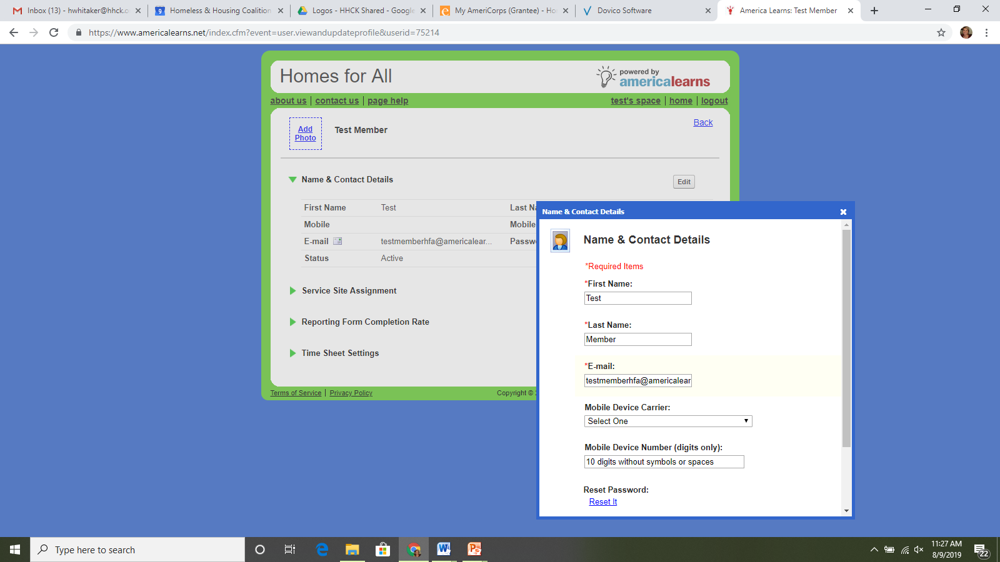 Inbox (13) - hwhitaker@hhck.o
Homeless & Housing Coalition
Logos - HHCK Shared - Google
My AmeriCorps (Grantee) - Ho
Dovico Software
America Learns: Test Member
https://www.americalearns.net/index.cfm?event=user.viewandupdateprofile&userid=75214
Homes for All
powered by
americalearns
about us | contact us | page help
test's space | home | logout
Add
Photo
Test Member
Back
Name & Contact Details
Edit
First Name Test Last
Mobile Mobile
E-mail testmemberhfa@americalear...
Status Active
Service Site Assignment
Reporting Form Completion Rate
Time Sheet Settings
Terms of Service | Privacy Policy
Copyright ©
Name & Contact Details
Name & Contact Details
*Required Items
*First Name:
Test
*Last Name:
Member
*E-mail:
testmemberhfa@americalear
Mobile Device Carrier:
Select One
Mobile Device Number (digits only):
10 digits without symbols or spaces
Reset Password:
Reset It
Type here to search
11:27 AM
8/9/2019
22